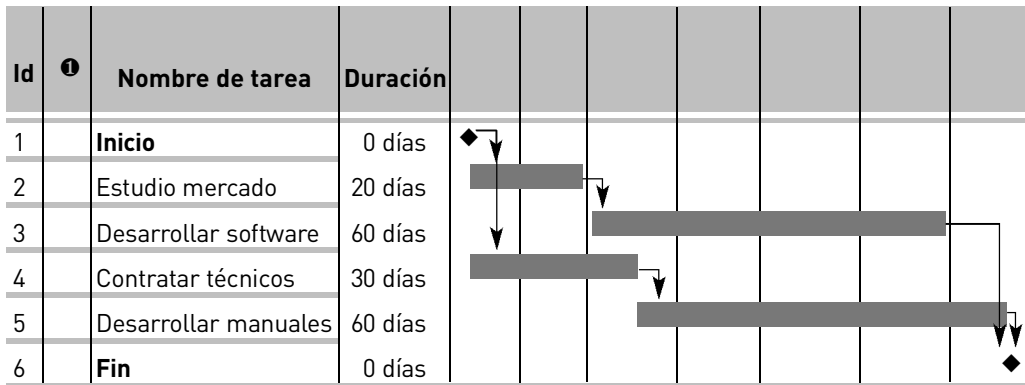 Id ❶ Nombre de tarea Duración
1 Inicio 0 días
2 Estudio mercado 20 días
3 Desarrollar software 60 días
4 Contratar técnicos 30 días
5 Desarrollar manuales 60 días
6 Fin 0 días